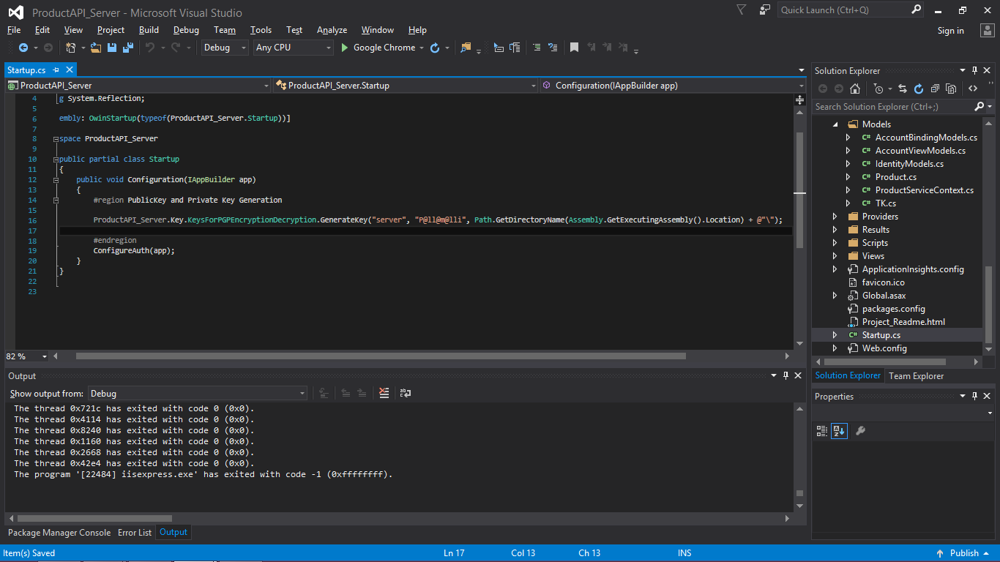 ProductAPI_Server - Microsoft Visual Studio
Quick Launch (Ctrl+Q)
File Edit View Project Build Debug Team Tools Test Analyze Window Help
Sign in
Debug Any CPU Google Chrome
Startup.cs
ProductAPI_Server ProductAPI_Server.Startup Configuration(IAppBuilder app)
4 g System.Reflection;
5
6 embly: OwinStartup(typeof(ProductAPI_Server.Startup))]
7
8 space ProductAPI_Server
9
10 public partial class Startup
11 {
12 public void Configuration(IAppBuilder app)
13 {
14 #region PublicKey and Private Key Generation
15
16 ProductAPI_Server.Key.KeysForPGPEncryptionDecryption.GenerateKey("server", "P@ll@m@lli", Path.GetDirectoryName(Assembly.GetExecutingAssembly().Location) + @"\");
17
18 #endregion
19 ConfigureAuth(app);
20 }
21 }
22
23
82 %
Output
Show output from: Debug
The thread 0x721c has exited with code 0 (0x0).
The thread 0x4114 has exited with code 0 (0x0).
The thread 0x8240 has exited with code 0 (0x0).
The thread 0x1160 has exited with code 0 (0x0).
The thread 0x2668 has exited with code 0 (0x0).
The thread 0x42e4 has exited with code 0 (0x0).
The program '[22484] iisexpress.exe' has exited with code -1 (0xffffffff).
Package Manager Console Error List Output
Solution Explorer
Search Solution Explorer (Ctrl+;)
Models
C# AccountBindingModels.cs
C# AccountViewModels.cs
C# IdentityModels.cs
C# Product.cs
C# ProductServiceContext.cs
C# TK.cs
Providers
Results
Scripts
Views
ApplicationInsights.config
favicon.ico
Global.asax
packages.config
Project_Readme.html
C# Startup.cs
Web.config
Solution Explorer Team Explorer
Properties
Item(s) Saved Ln 17 Col 13 Ch 13 INS Publish